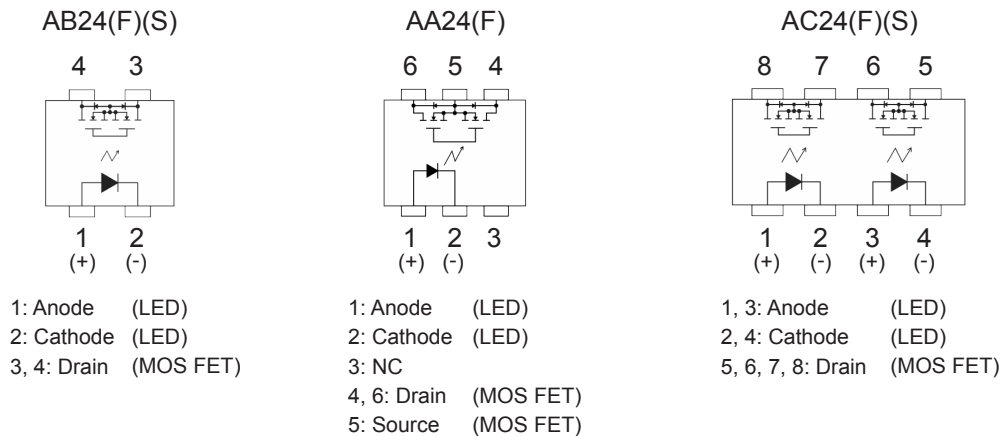 AB24(F)(S)
4 3
1 2
(+) (-)
1: Anode (LED)
2: Cathode (LED)
3, 4: Drain (MOS FET)
AA24(F)
6 5 4
1 2 3
(+) (-)
1: Anode (LED)
2: Cathode (LED)
3: NC
4, 6: Drain (MOS FET)
5: Source (MOS FET)
AC24(F)(S)
8 7 6 5
1 2 3 4
(+) (-) (+) (-)
1, 3: Anode (LED)
2, 4: Cathode (LED)
5, 6, 7, 8: Drain (MOS FET)